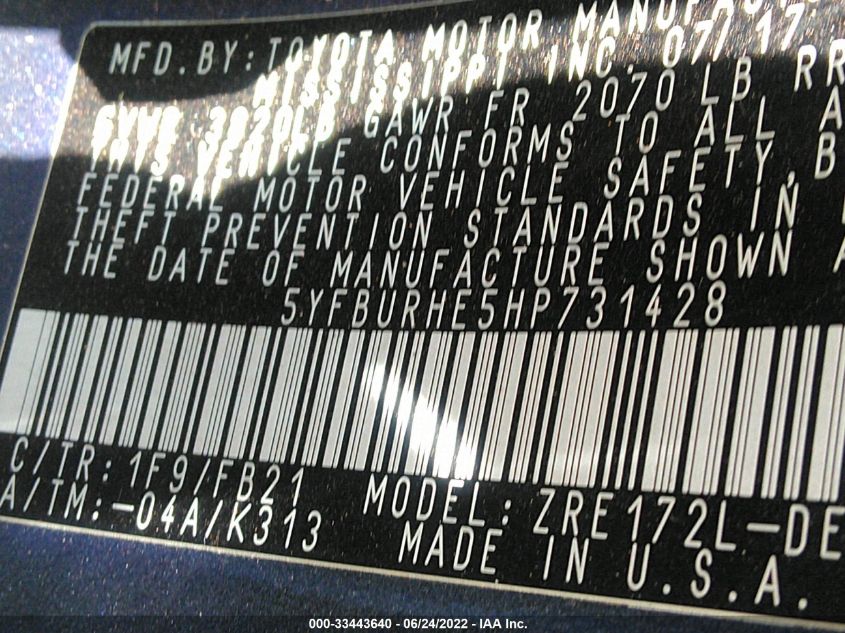 MFD. BY: TOYOTA MOTOR MANUFACTU
MISSISSIPPI INC. 07/17
GVWR 3820LB GAWR FR 2070 LB RR
THIS VEHICLE CONFORMS TO ALL A
FEDERAL MOTOR VEHICLE SAFETY, B
THEFT PREVENTION STANDARDS IN
THE DATE OF MANUFACTURE SHOWN A
5YFBURHE5HP731428
C/TR: 1F9/FB21
A/TM:-04A/K313
MODEL: ZRE172L-DE
MADE IN U.S.A.
000-33443640 - 06/24/2022 - IAA Inc.